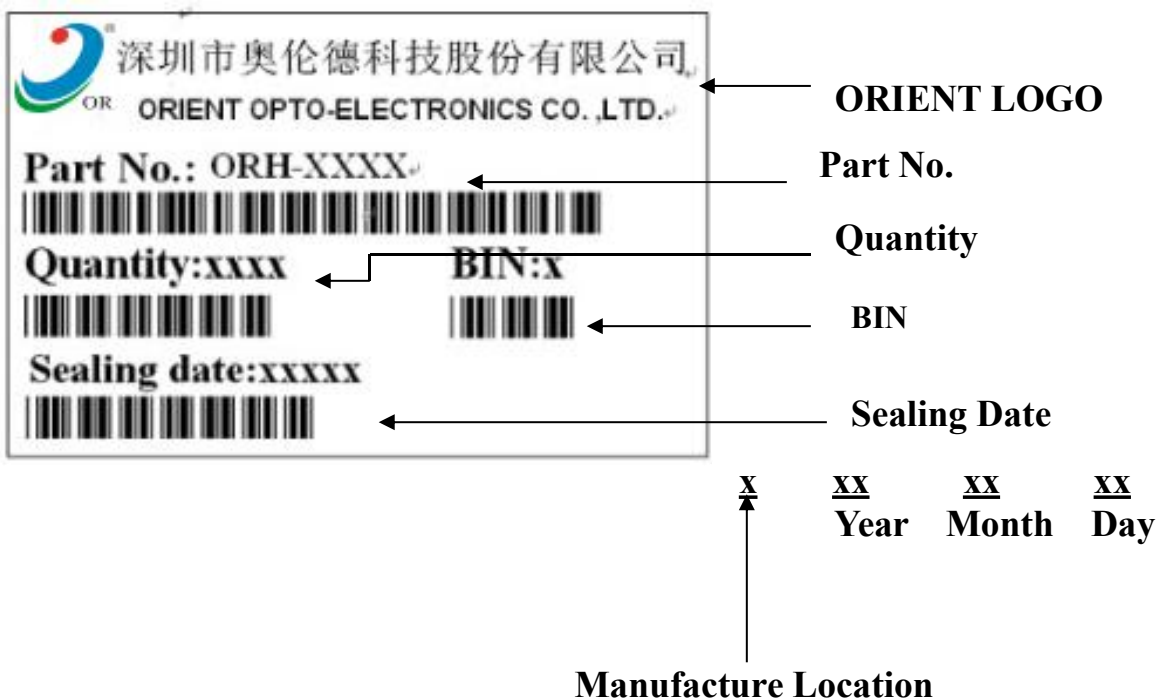 深圳市奥伦德科技股份有限公司
OR
ORIENT OPTO-ELECTRONICS CO.,LTD.
ORIENT LOGO
Part No.: ORH-XXXX
Part No.
Quantity
Quantity:xxxx BIN:x
BIN
Sealing date:xxxxx
Sealing Date
x xx xx xx
Year Month Day
Manufacture Location